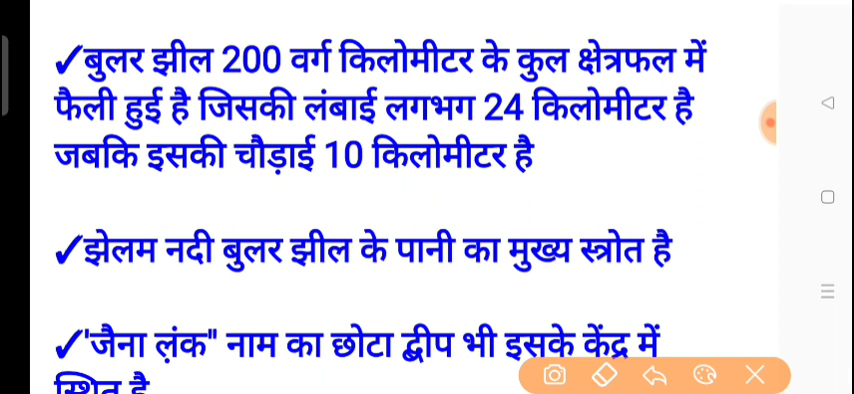 ✓बुलर झील 200 वर्ग किलोमीटर के कुल क्षेत्रफल में
फैली हुई है जिसकी लंबाई लगभग 24 किलोमीटर है
जबकि इसकी चौड़ाई 10 किलोमीटर है
✓झेलम नदी बुलर झील के पानी का मुख्य स्त्रोत है
✓'जैना ल़ंक" नाम का छोटा द्वीप भी इसके केंद्र में
स्थित है